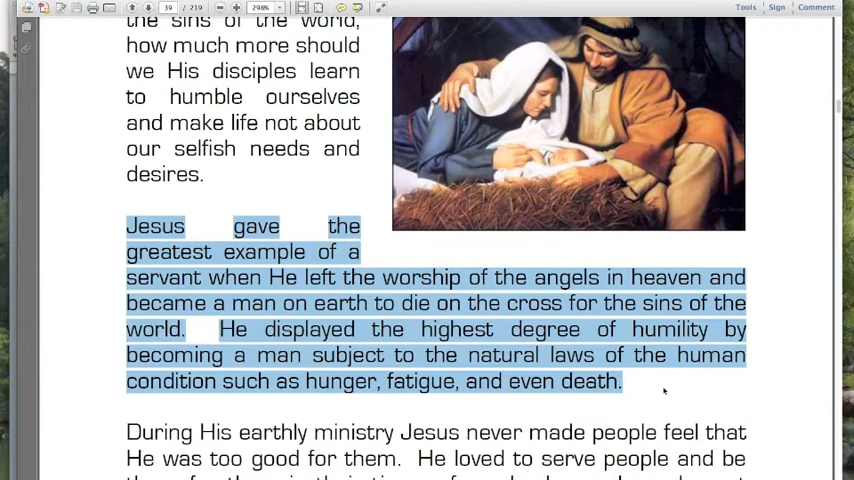 39 / 219
298%
Tools
Sign
Comment
the sins of the world,
how much more should
we His disciples learn
to humble ourselves
and make life not about
our selfish needs and
desires.
Jesus gave the
greatest example of a
servant when He left the worship of the angels in heaven and
became a man on earth to die on the cross for the sins of the
world. He displayed the highest degree of humility by
becoming a man subject to the natural laws of the human
condition such as hunger, fatigue, and even death.
During His earthly ministry Jesus never made people feel that
He was too good for them. He loved to serve people and be